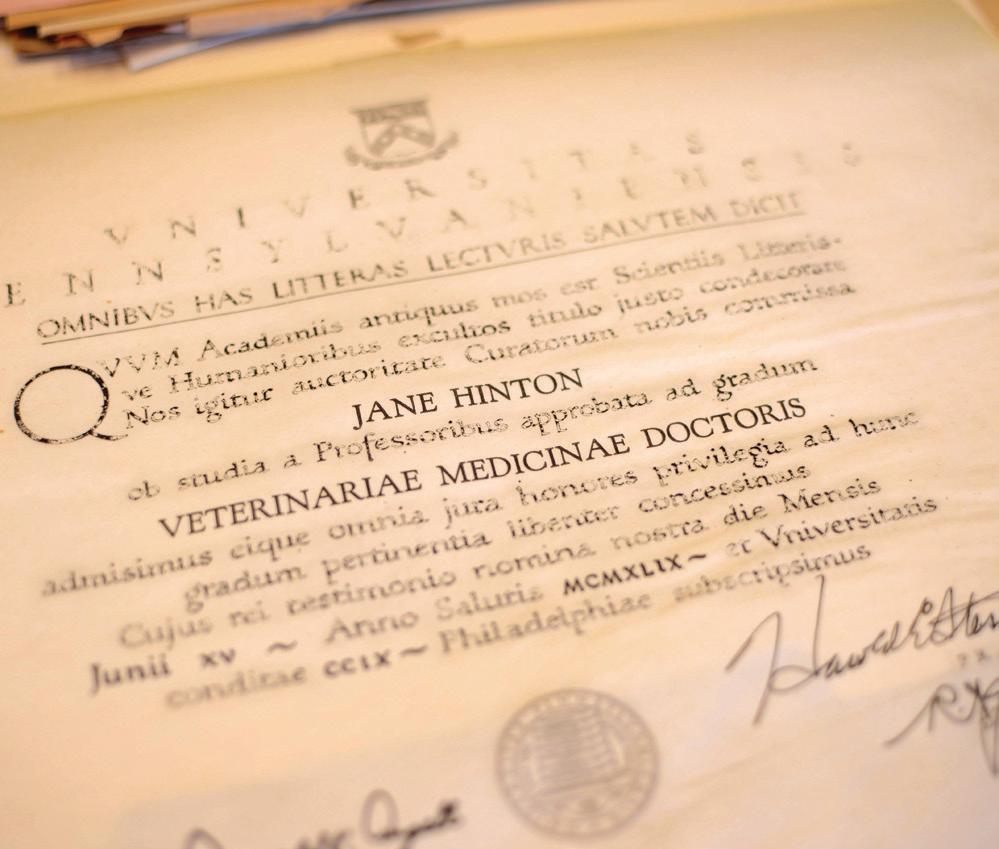 VNIVERSITAS
ENNSYLVANIENSIS
OMNIBVS HAS LITTERAS LECTVRIS SALVTEM DICIT
QVVM Academiis antiquus mos est Scientiis Litteris-
ve Humanioribus excultos titulo justo condecorare
Nos igitur auctoritate Curatorum nobis commissa
JANE HINTON
ob studia a Professoribus approbata ad gradum
VETERINARIAE MEDICINAE DOCTORIS
admisimus eique omnia jura honores privilegia ad hunc
gradum pertinentia libenter concessimus
Cujus rei testimonio nomina nostra die Mensis
Junii xv ~ Anno Salutis MCMXLIX ~ et Vniversitatis
conditae CCIX ~ Philadelphiae subscripsimus